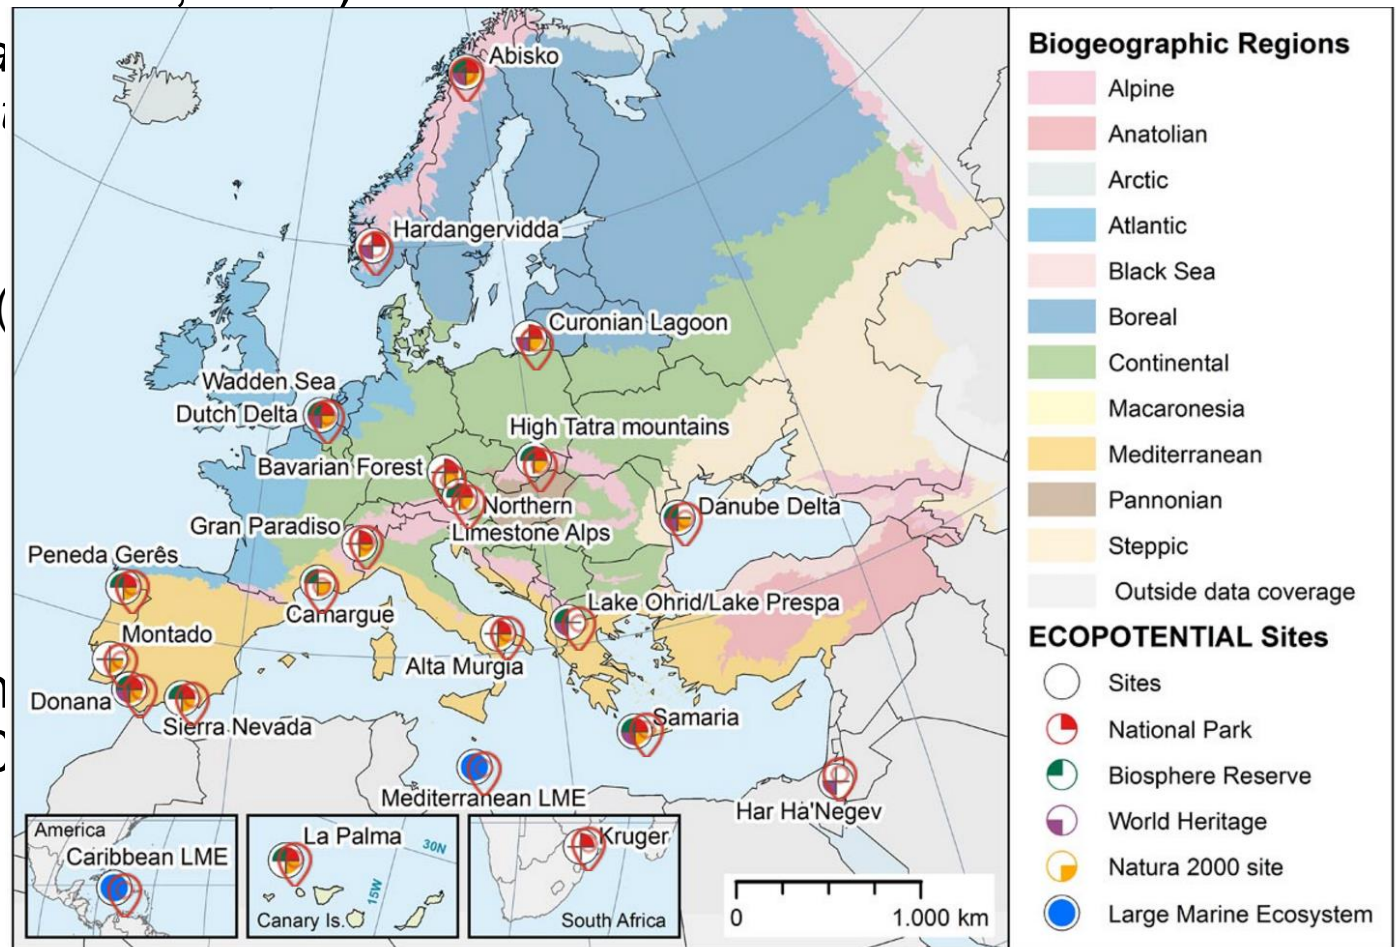 Abisko
Hardangervidda
Curonian Lagoon
Wadden Sea
Dutch Delta
High Tatra mountains
Bavarian Forest
Northern
Limestone Alps
Danube Delta
Gran Paradiso
Peneda Gerês
Camargue
Lake Ohrid/Lake Prespa
Montado
Alta Murgia
Donana
Sierra Nevada
Samaria
Mediterranean LME
Har Ha'Negev
America
Caribbean LME
La Palma
30N
15W
Canary Is.
Kruger
South Africa
0 1.000 km
Biogeographic Regions
Alpine
Anatolian
Arctic
Atlantic
Black Sea
Boreal
Continental
Macaronesia
Mediterranean
Pannonian
Steppic
Outside data coverage
ECOPOTENTIAL Sites
Sites
National Park
Biosphere Reserve
World Heritage
Natura 2000 site
Large Marine Ecosystem